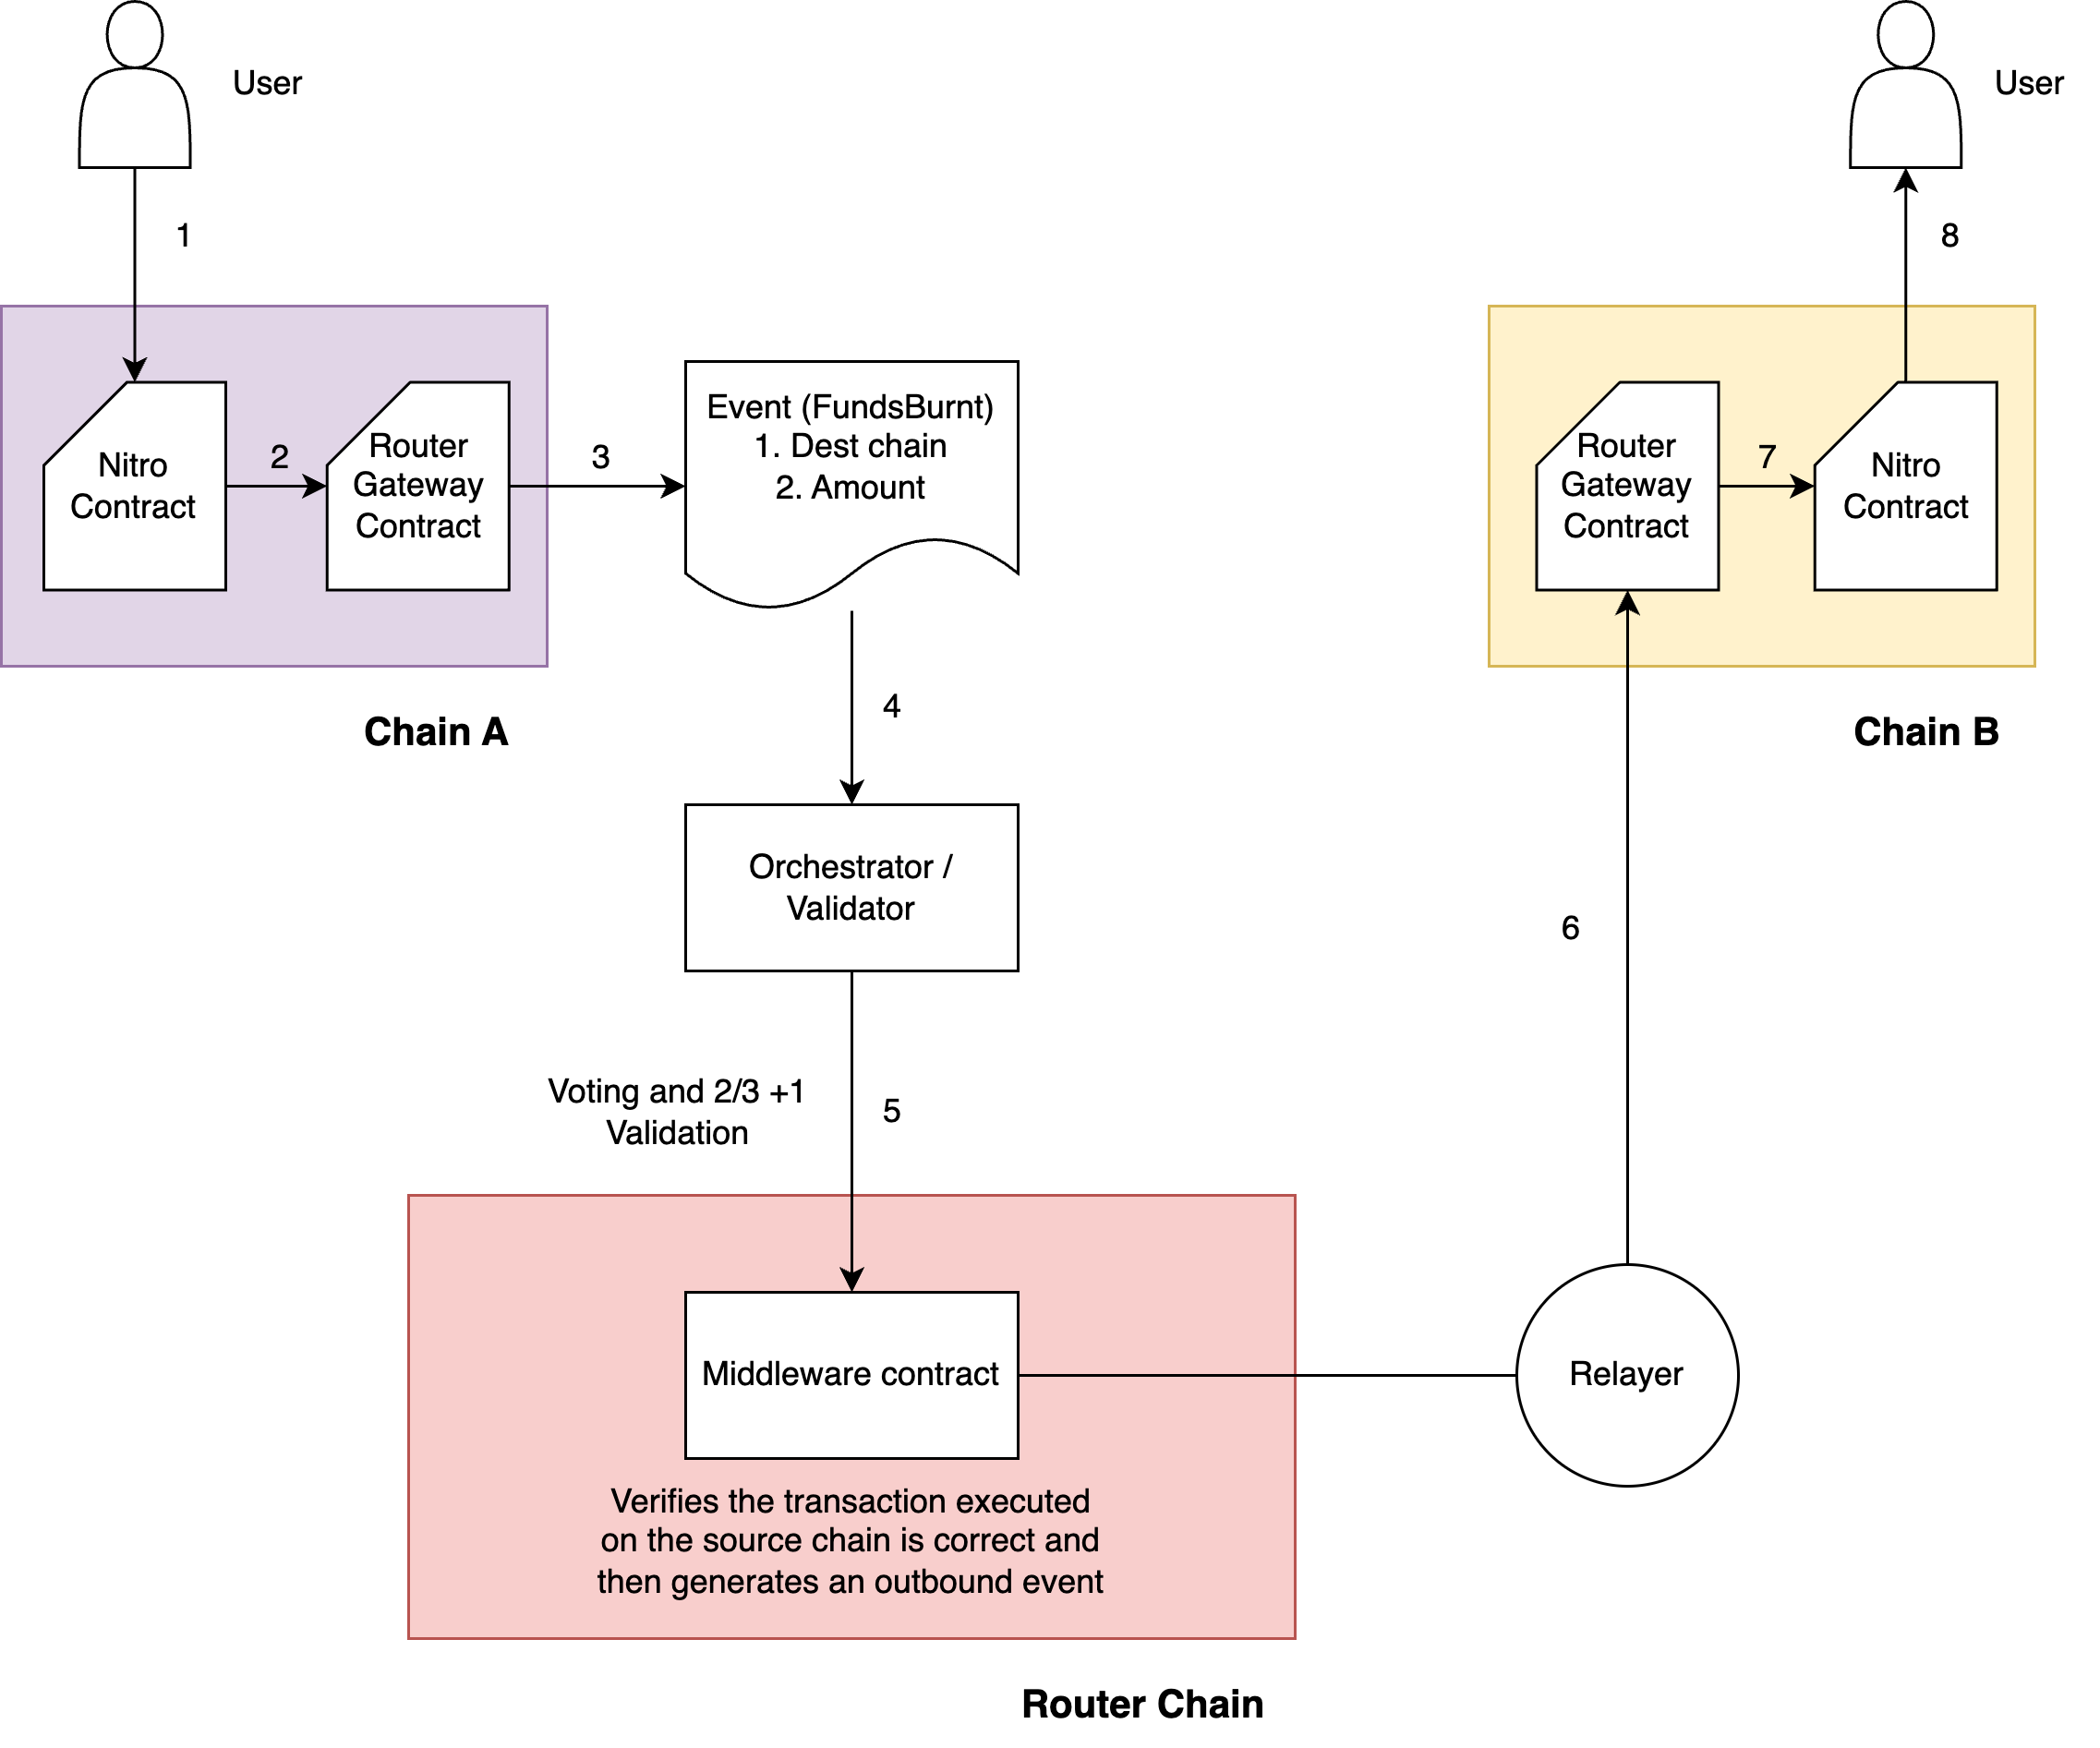 User
User
1
8
Nitro
Contract
2
Router
Gateway
Contract
3
Event (FundsBurnt)
1. Dest chain
2. Amount
Router
Gateway
Contract
7
Nitro
Contract
Chain A
Chain B
4
Orchestrator /
Validator
6
Voting and 2/3 +1
Validation
5
Middleware contract
Relayer
Verifies the transaction executed
on the source chain is correct and
then generates an outbound event
Router Chain